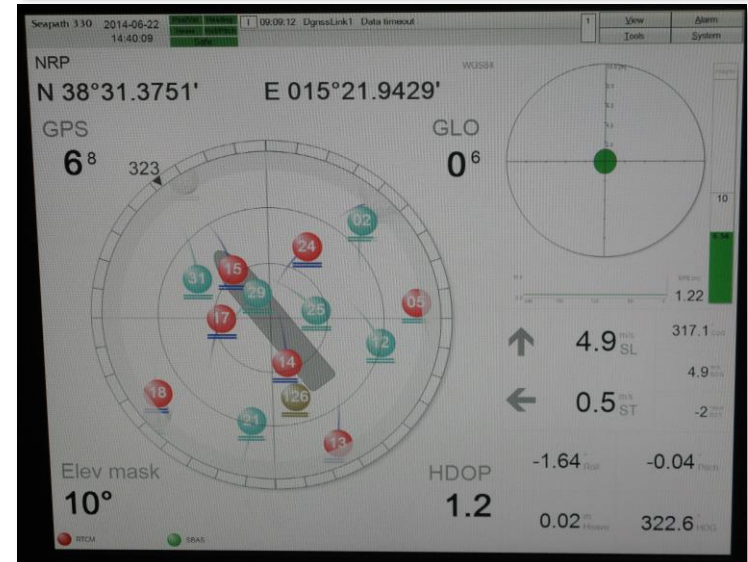 Seapath 330 2014-06-22 14:40:09
1 09:09:12 DgnssLink1 Data timeout 1
View Alarm
Tools System
NRP
WGS84
N 38°31.3751' E 015°21.9429'
GPS
6 8
GLO
0 6
323
02
24
15
31
29
05
25
17
12
14
126
18
21
13
10
1.22
4.9 m/s SL
317.1 COG
4.9
0.5 m/s ST
-2
-1.64 Roll
-0.04 Pitch
0.02 m Heave
322.6 HDG
Elev mask
10°
HDOP
1.2
RTCM
SBAS